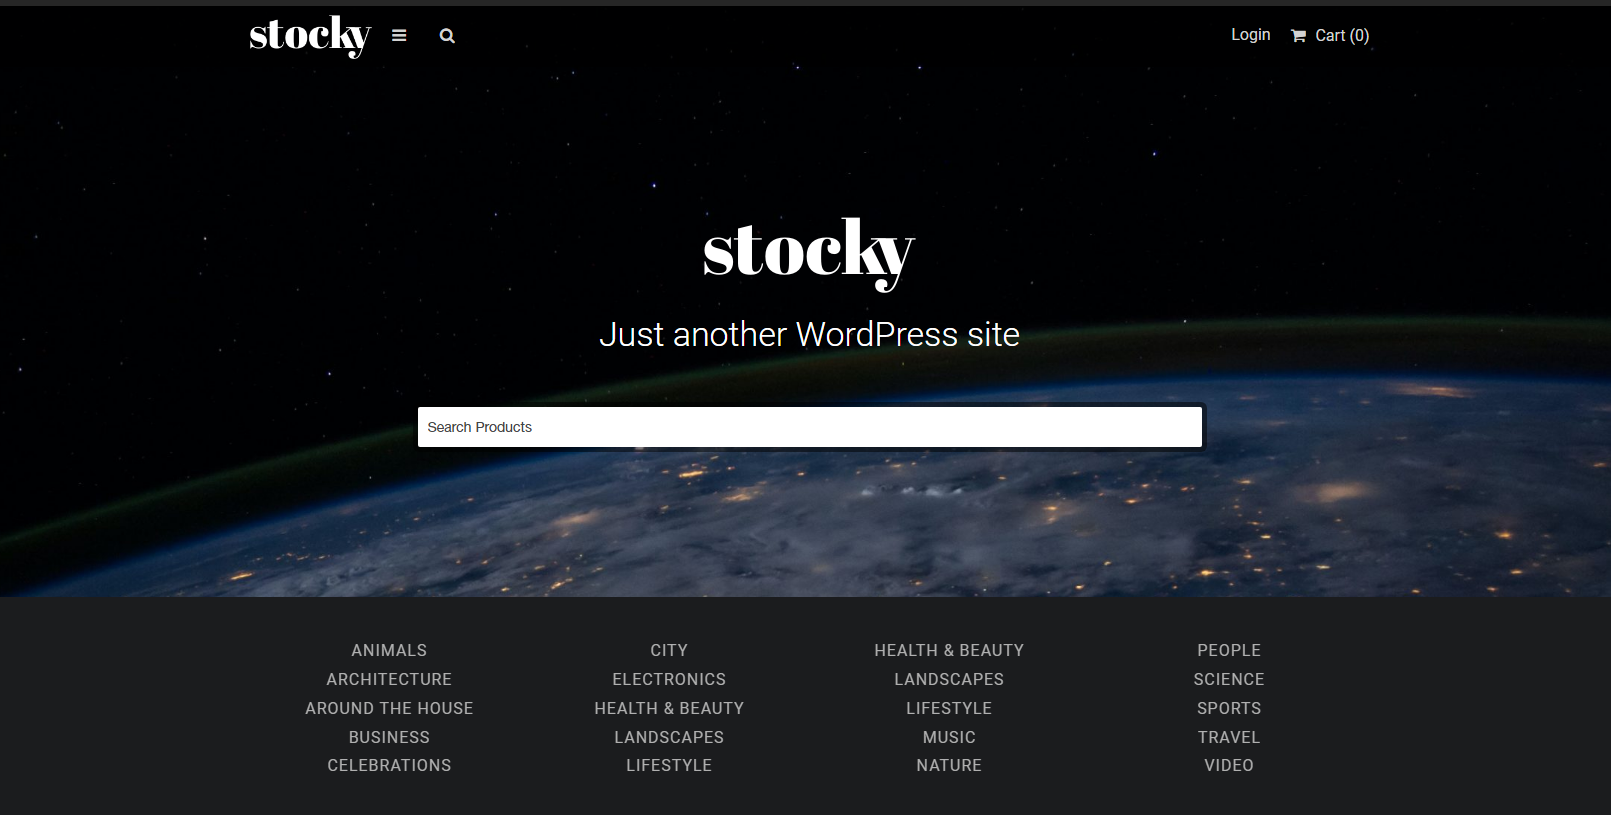 stocky
Login
Cart (0)
stocky
Just another WordPress site
Search Products
ANIMALS
ARCHITECTURE
AROUND THE HOUSE
BUSINESS
CELEBRATIONS
CITY
ELECTRONICS
HEALTH & BEAUTY
LANDSCAPES
LIFESTYLE
HEALTH & BEAUTY
LANDSCAPES
LIFESTYLE
MUSIC
NATURE
PEOPLE
SCIENCE
SPORTS
TRAVEL
VIDEO